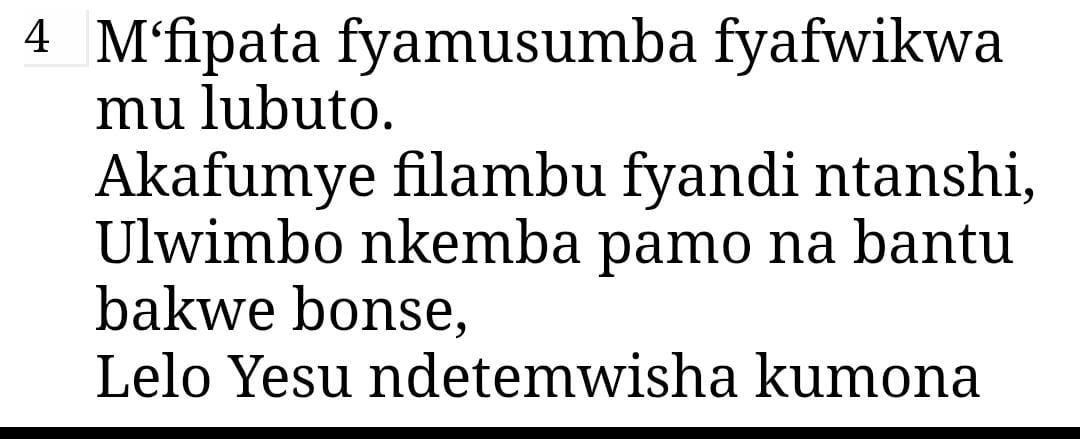 4 M‘fipata fyamusumba fyafwikwa
mu lubuto.
Akafumye filambu fyandi ntanshi,
Ulwimbo nkemba pamo na bantu
bakwe bonse,
Lelo Yesu ndetemwisha kumona